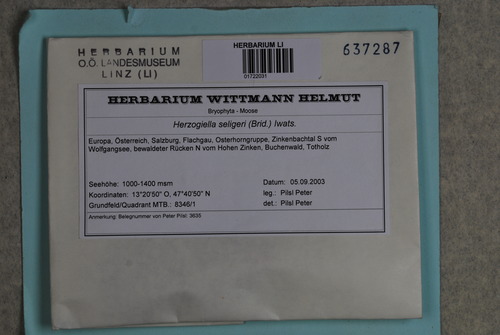 HERBARIUM
O.Ö. LANDESMUSEUM
LINZ (LI)
HERBARIUM LI
01722031
637287
HERBARIUM WITTMANN HELMUT
Bryophyta - Moose
Herzogiella seligeri (Brid.) Iwats.
Europa, Österreich, Salzburg, Flachgau, Osterhorngruppe, Zinkenbachtal S vom
Wolfgangsee, bewaldeter Rücken N vom Hohen Zinken, Buchenwald, Totholz
Seehöhe: 1000-1400 msm
Datum: 05.09.2003
Koordinaten: 13°20'50" O, 47°40'50" N
leg.: Pilsl Peter
Grundfeld/Quadrant MTB.: 8346/1
det.: Pilsl Peter
Anmerkung: Belegnummer von Peter Pilsl: 3635